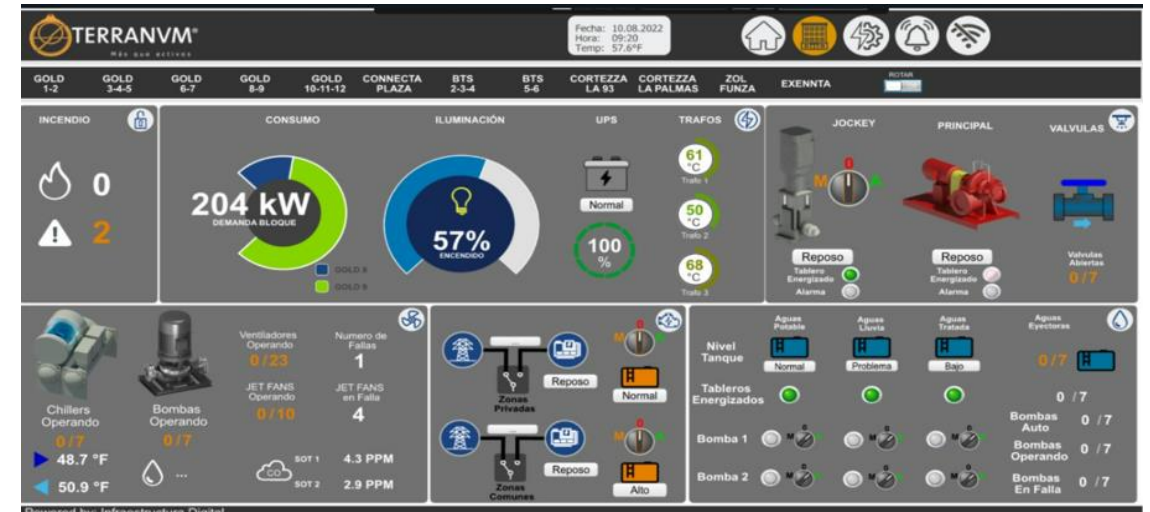 TERRANVM®
Más que activos
Fecha: 10.08.2022
Hora: 09:20
Temp: 57.6°F
GOLD 1-2
GOLD 3-4-5
GOLD 6-7
GOLD 8-9
GOLD 10-11-12
CONNECTA PLAZA
BTS 2-3-4
BTS 5-6
CORTEZZA LA 93
CORTEZZA LA PALMAS
ZOL FUNZA
EXENNTA
ROTAR
INCENDIO
0
2
CONSUMO
204 kW
DEMANDA BLOQUE
GOLD 8
GOLD 9
ILUMINACIÓN
57%
ENCENDIDO
UPS
Normal
100
%
TRAFOS
61
°C
Trafo 1
50
°C
Trafo 2
68
°C
Trafo 3
JOCKEY
0
M
A
Reposo
Tablero
Energizado
Alarma
PRINCIPAL
Reposo
Tablero
Energizado
Alarma
VALVULAS
Valvulas
Abiertas
0/7
Chillers
Operando
0/7
48.7 °F
50.9 °F
Bombas
Operando
0/7
...
Ventiladores
Operando
0/23
Numero de
Fallas
1
JET FANS
Operando
0/10
JET FANS
en Falla
4
CO
SOT 1 4.3 PPM
SOT 2 2.9 PPM
Zonas
Privadas
Reposo
M
0
A
Normal
Zonas
Comunes
Reposo
M
0
A
Alto
Aguas
Potable
Aguas
Lluvia
Aguas
Tratada
Aguas
Eyectoras
Nivel
Tanque
Normal
Problema
Bajo
0/7
Tableros
Energizados
0 /7
Bomba 1
Bombas
Auto
0 /7
Bombas
Operando
0 /7
Bomba 2
Bombas
En Falla
0 /7
Powered by: Infraestructura Digital